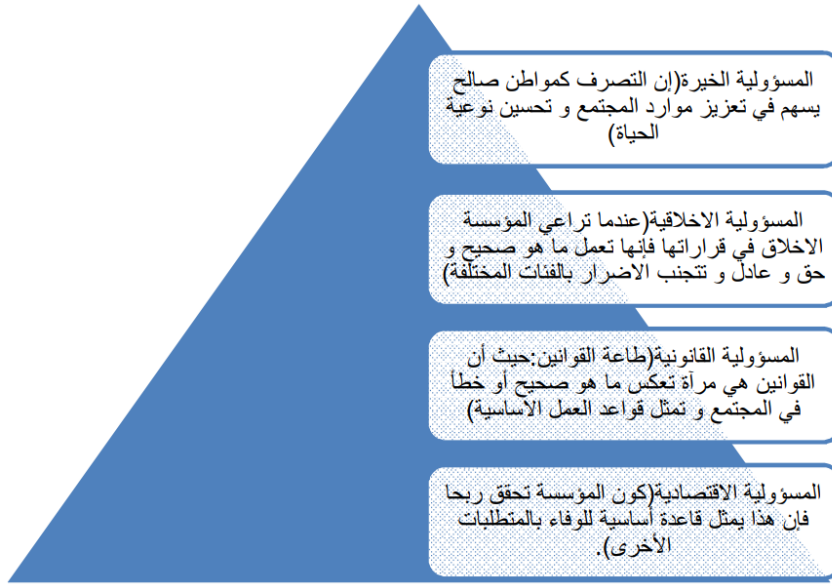 المسؤولية الخيرة(إن التصرف كمواطن صالح
يسهم في تعزيز موارد المجتمع و تحسين نوعية
الحياة)
المسؤولية الاخلاقية(عندما تراعي المؤسسة
الاخلاق في قراراتها فإنها تعمل ما هو صحيح و
حق و عادل و تتجنب الاضرار بالفئات المختلفة)
المسؤولية القانونية(طاعة القوانين:حيث أن
القوانين هي مرآة تعكس ما هو صحيح أو خطأ
في المجتمع و تمثل قواعد العمل الاساسية)
المسؤولية الاقتصادية(كون المؤسسة تحقق ربحا
فإن هذا يمثل قاعدة أساسية للوفاء بالمتطلبات
الأخرى).